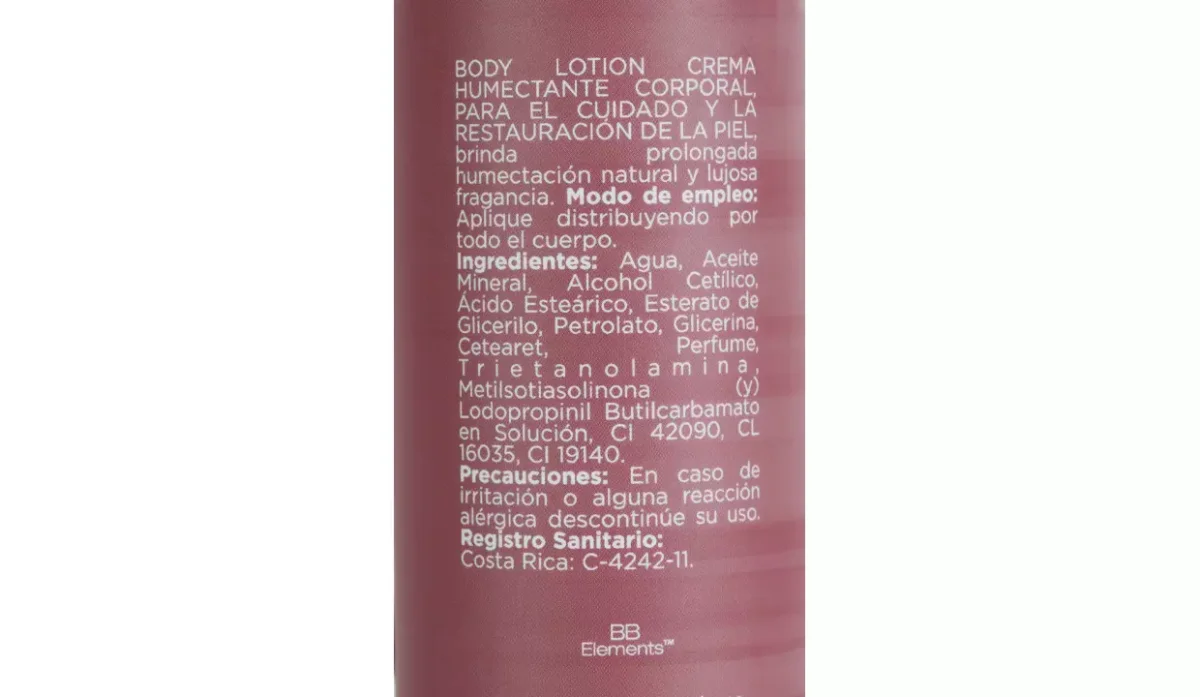 BODY LOTION CREMA
HUMECTANTE CORPORAL,
PARA EL CUIDADO Y LA
RESTAURACIÓN DE LA PIEL,
brinda prolongada
humectación natural y lujosa
fragancia. Modo de empleo:
Aplique distribuyendo por
todo el cuerpo.
Ingredientes: Agua, Aceite
Mineral, Alcohol Cetílico,
Ácido Esteárico, Esterato de
Glicerilo, Petrolato, Glicerina,
Cetearet, Perfume,
Trietanolamina,
Metilsotiasolinona (y)
Lodopropinil Butilcarbamato
en Solución, CI 42090, CL
16035, CI 19140.
Precauciones: En caso de
irritación o alguna reacción
alérgica descontinúe su uso.
Registro Sanitario:
Costa Rica: C-4242-11.
BB
Elements™